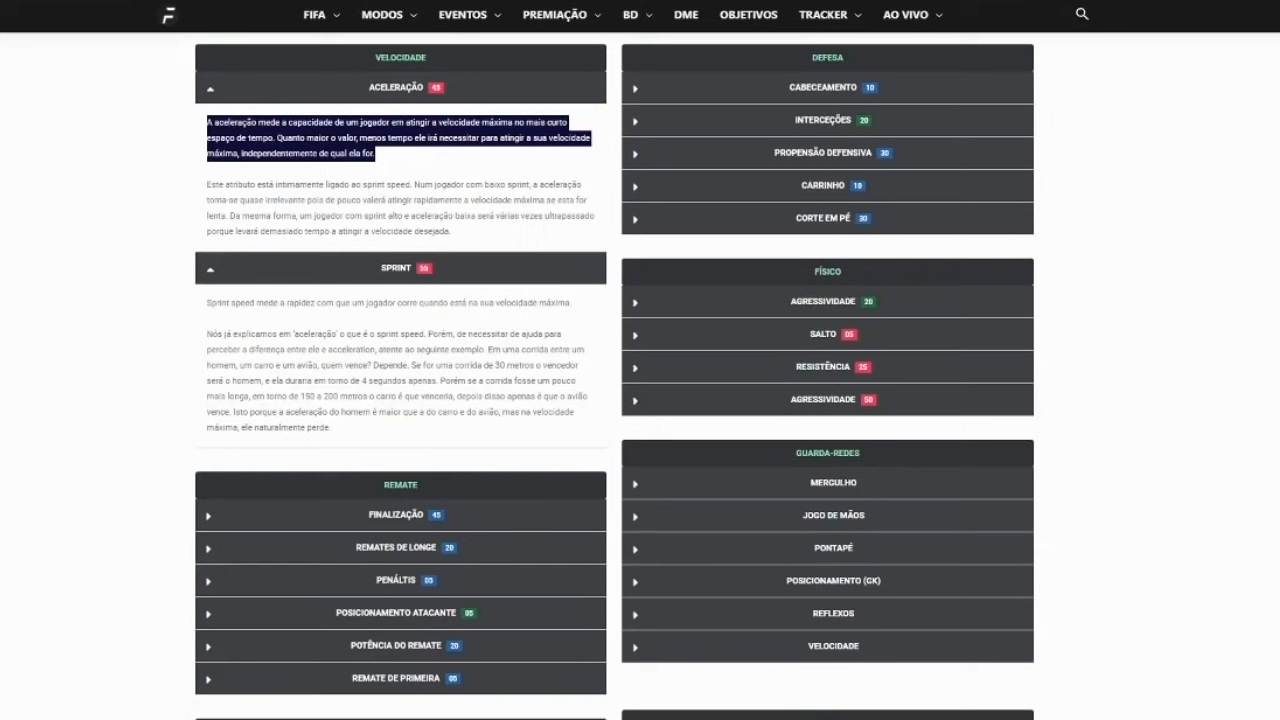 FIFA MODOS EVENTOS PREMIAÇÃO BD DME OBJETIVOS TRACKER AO VIVO
VELOCIDADE
ACELERAÇÃO 45
A aceleração mede a capacidade de um jogador em atingir a velocidade máxima no mais curto
espaço de tempo. Quanto maior o valor, menos tempo ele irá necessitar para atingir a sua velocidade
máxima, independentemente de qual ela for.
Este atributo está intimamente ligado ao sprint speed. Num jogador com baixo sprint, a aceleração
torna-se quase irrelevante pois de pouco valerá atingir rapidamente a velocidade máxima se esta for
lenta. Da mesma forma, um jogador com sprint alto e aceleração baixa será várias vezes ultrapassado
porque levará demasiado tempo a atingir a velocidade desejada.
SPRINT 55
Sprint speed mede a rapidez com que um jogador corre quando está na sua velocidade máxima.
Nós já explicamos em 'aceleração' o que é o sprint speed. Porém, de necessitar de ajuda para
perceber a diferença entre ele e acceleration, atente ao seguinte exemplo. Em uma corrida entre um
homem, um carro e um avião, quem vence? Depende. Se for uma corrida de 30 metros o vencedor
será o homem, e ela duraria em torno de 4 segundos apenas. Porém se a corrida fosse um pouco
mais longa, em torno de 150 a 200 metros o carro é que venceria, depois disso apenas é que o avião
vence. Isto porque a aceleração do homem é maior que a do carro e do avião, mas na velocidade
máxima, ele naturalmente perde.
REMATE
FINALIZAÇÃO 45
REMATES DE LONGE 20
PENÁLTIS 05
POSICIONAMENTO ATACANTE 05
POTÊNCIA DO REMATE 20
REMATE DE PRIMEIRA 05
DEFESA
CABECEAMENTO 10
INTERCEÇÕES 20
PROPENSÃO DEFENSIVA 30
CARRINHO 10
CORTE EM PÉ 30
FÍSICO
AGRESSIVIDADE 20
SALTO 05
RESISTÊNCIA 25
AGRESSIVIDADE 50
GUARDA-REDES
MERGULHO
JOGO DE MÃOS
PONTAPÉ
POSICIONAMENTO (GK)
REFLEXOS
VELOCIDADE